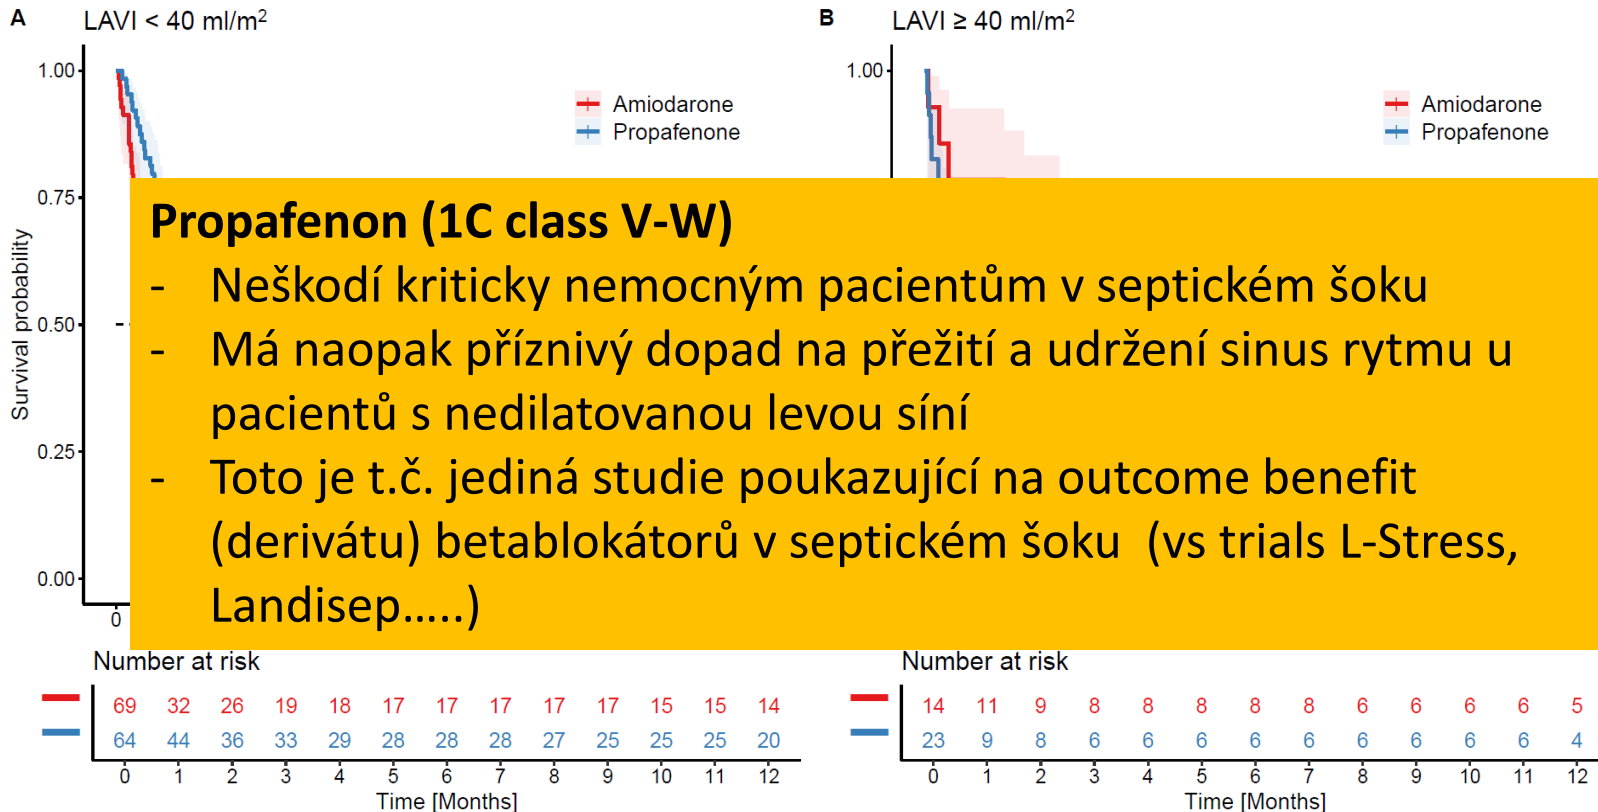 A LAVI < 40 ml/m²
B LAVI ≥ 40 ml/m²
1.00
Amiodarone
Propafenone
1.00
Amiodarone
Propafenone
0.75
0.75
Survival probability
0.50
0.25
0.00
0
Propafenon (1C class V-W)
- Neškodí kriticky nemocným pacientům v septickém šoku
- Má naopak příznivý dopad na přežití a udržení sinus rytmu u
pacientů s nedilatovanou levou síní
- Toto je t.č. jediná studie poukazující na outcome benefit
(derivátu) betablokátorů v septickém šoku (vs trials L-Stress,
Landisep.....)
Number at risk
69 32 26 19 18 17 17 17 17 17 15 15 14
64 44 36 33 29 28 28 28 27 25 25 25 20
0 1 2 3 4 5 6 7 8 9 10 11 12
Time [Months]
Number at risk
14 11 9 8 8 8 8 8 6 6 6 6 5
23 9 8 6 6 6 6 6 6 6 6 6 4
0 1 2 3 4 5 6 7 8 9 10 11 12
Time [Months]